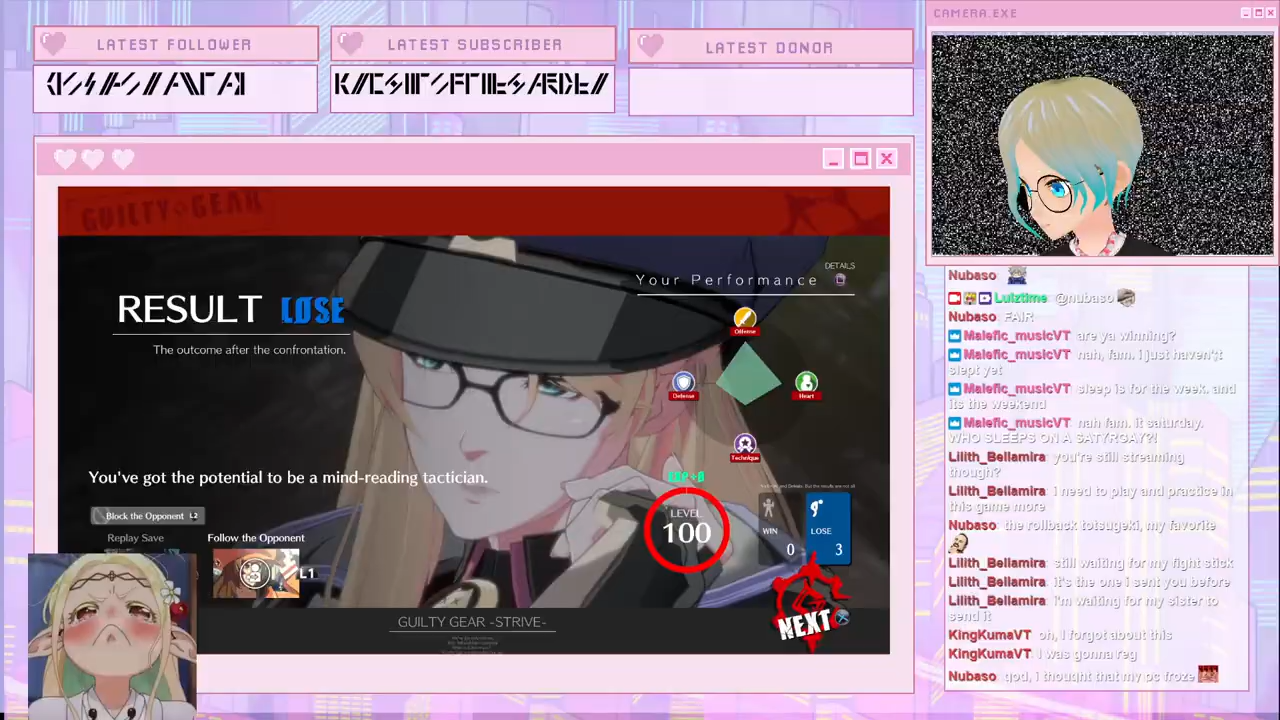 LATEST FOLLOWER
LATEST SUBSCRIBER
LATEST DONOR
CAMERA.EXE
GUILTY GEAR
RESULT LOSE
The outcome after the confrontation.
DETAILS
Your Performance
Offense
Defense
Heart
Technique
You've got the potential to be a mind-reading tactician.
Block the Opponent L2
Replay Save
Follow the Opponent
L1
LEVEL
100
WIN
0
LOSE
3
NEXT
GUILTY GEAR -STRIVE-
Nubaso
Luiztime @nubaso
Nubaso FAIR
Malefic_musicVT are ya winning?
Malefic_musicVT nah, fam. I just haven't
slept yet
Malefic_musicVT sleep is for the week. and
its the weekend
Malefic_musicVT nah fam. it saturday.
WHO SLEEPS ON A SATYRGAY?!
Lilith_Bellamira you're still streaming
though?
Lilith_Bellamira i need to play and practice in
this game more
Nubaso the rollback totsugeki, my favorite
Lilith_Bellamira still waiting for my fight stick
Lilith_Bellamira it's the one i sent you before
Lilith_Bellamira i'm waiting for my sister to
send it
KingKumaVT oh, I forgot about
KingKumaVT I was gonna reg
Nubaso god, i thought that my pc froze